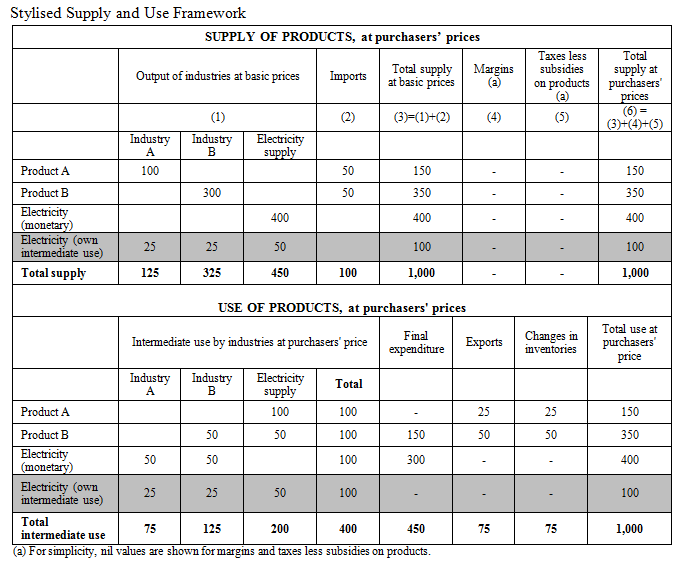 Stylised Supply and Use Framework
SUPPLY OF PRODUCTS, at purchasers' prices
Output of industries at basic prices Imports Total supply at basic prices Margins (a) Taxes less subsidies on products (a) Total supply at purchasers' prices
(1) (2) (3)=(1)+(2) (4) (5) (6) = (3)+(4)+(5)
Industry A Industry B Electricity supply
Product A 100 50 150 - - 150
Product B 300 50 350 - - 350
Electricity (monetary) 400 400 - - 400
Electricity (own intermediate use) 25 25 50 100 - - 100
Total supply 125 325 450 100 1,000 - - 1,000
USE OF PRODUCTS, at purchasers' prices
Intermediate use by industries at purchasers' price Final expenditure Exports Changes in inventories Total use at purchasers' price
Industry A Industry B Electricity supply Total
Product A 100 100 - 25 25 150
Product B 50 50 100 150 50 50 350
Electricity (monetary) 50 50 100 300 - - 400
Electricity (own intermediate use) 25 25 50 100 - - - 100
Total intermediate use 75 125 200 400 450 75 75 1,000
(a) For simplicity, nil values are shown for margins and taxes less subsidies on products.